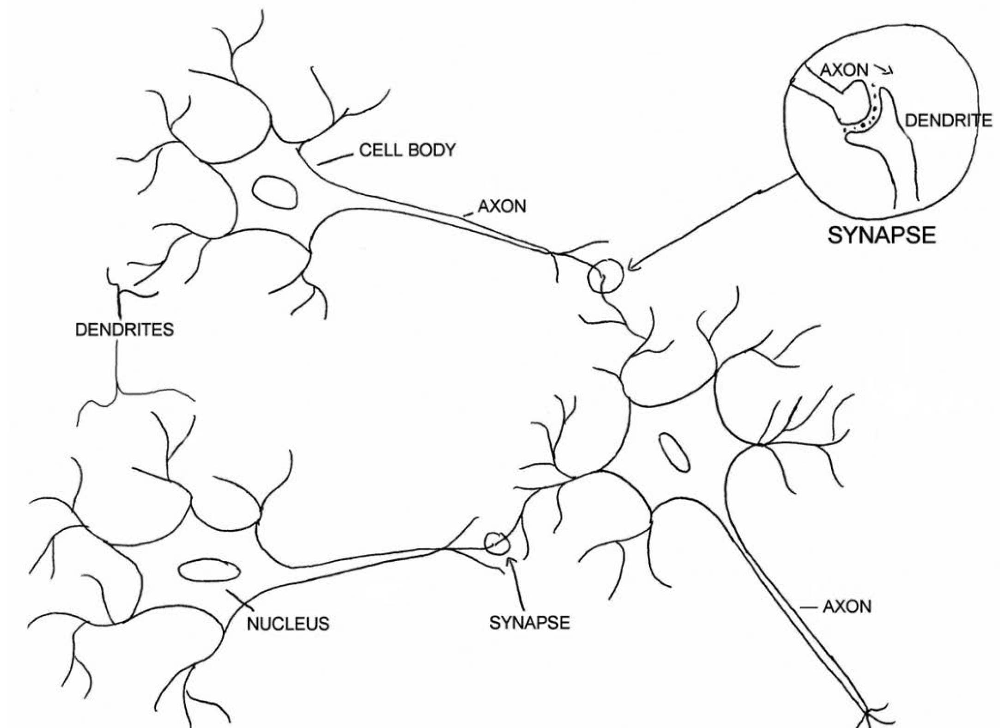 AXON
DENDRITE
CELL BODY
AXON
SYNAPSE
DENDRITES
AXON
NUCLEUS
SYNAPSE